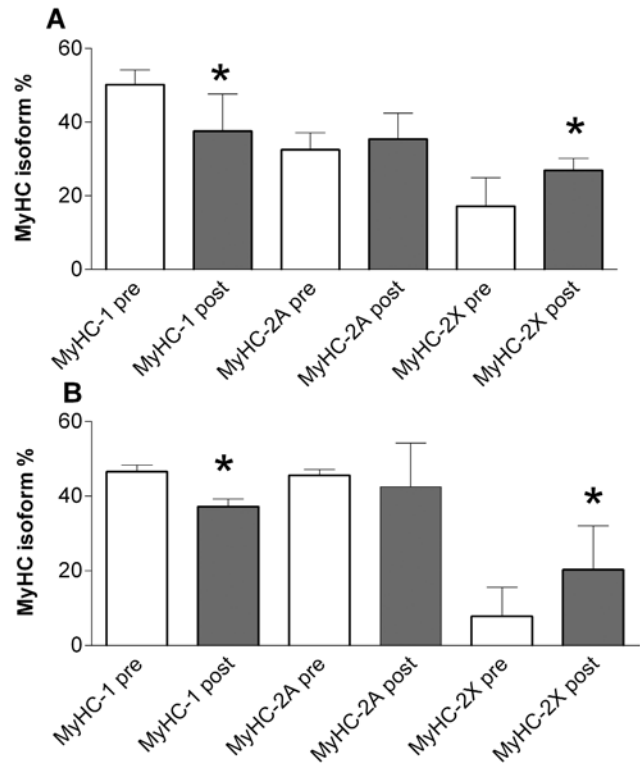 A
MyHC isoform %
60
40
20
0
*
*
MyHC-1 pre
MyHC-1 post
MyHC-2A pre
MyHC-2A post
MyHC-2X pre
MyHC-2X post
B
MyHC isoform %
60
40
20
0
*
*
MyHC-1 pre
MyHC-1 post
MyHC-2A pre
MyHC-2A post
MyHC-2X pre
MyHC-2X post